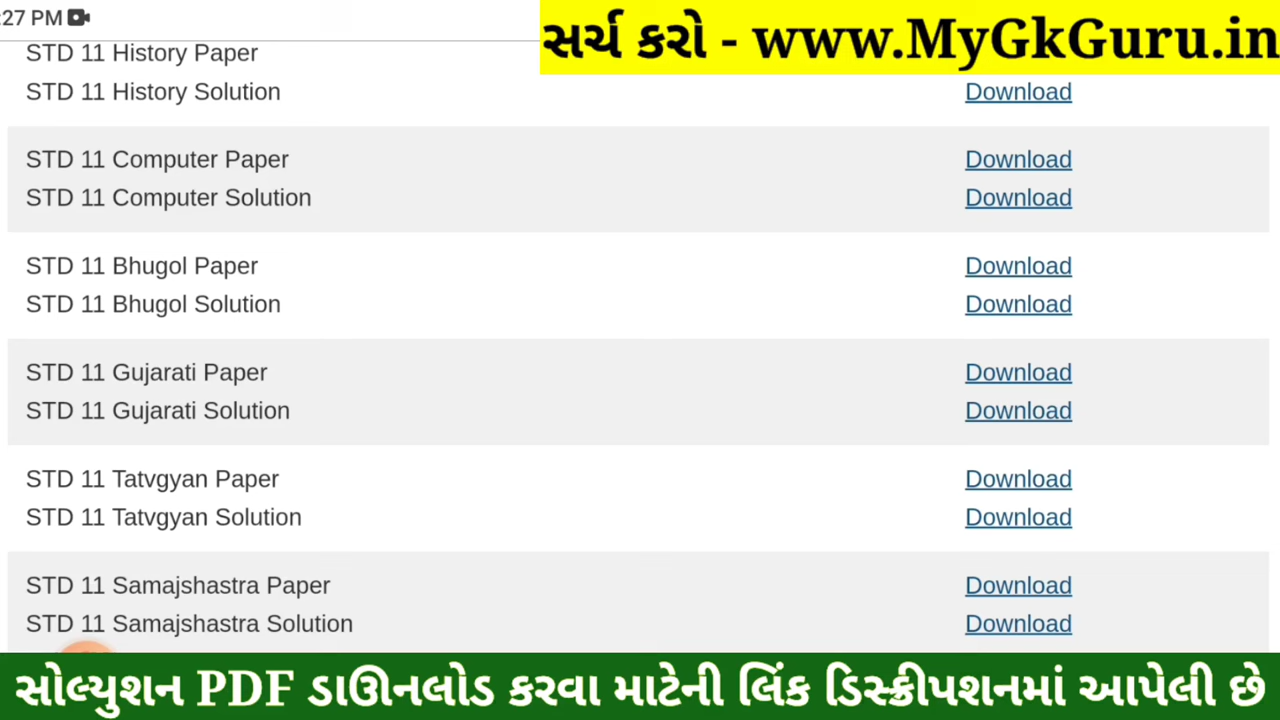 :27 PM
સર્ચ કરો - www.MyGkGuru.in
STD 11 History Paper
STD 11 History Solution Download
STD 11 Computer Paper Download
STD 11 Computer Solution Download
STD 11 Bhugol Paper Download
STD 11 Bhugol Solution Download
STD 11 Gujarati Paper Download
STD 11 Gujarati Solution Download
STD 11 Tatvgyan Paper Download
STD 11 Tatvgyan Solution Download
STD 11 Samajshastra Paper Download
STD 11 Samajshastra Solution Download
સોલ્યુશન PDF ડાઊનલોડ કરવા માટેની લિંક ડિસ્ક્રીપશનમાં આપેલી છે